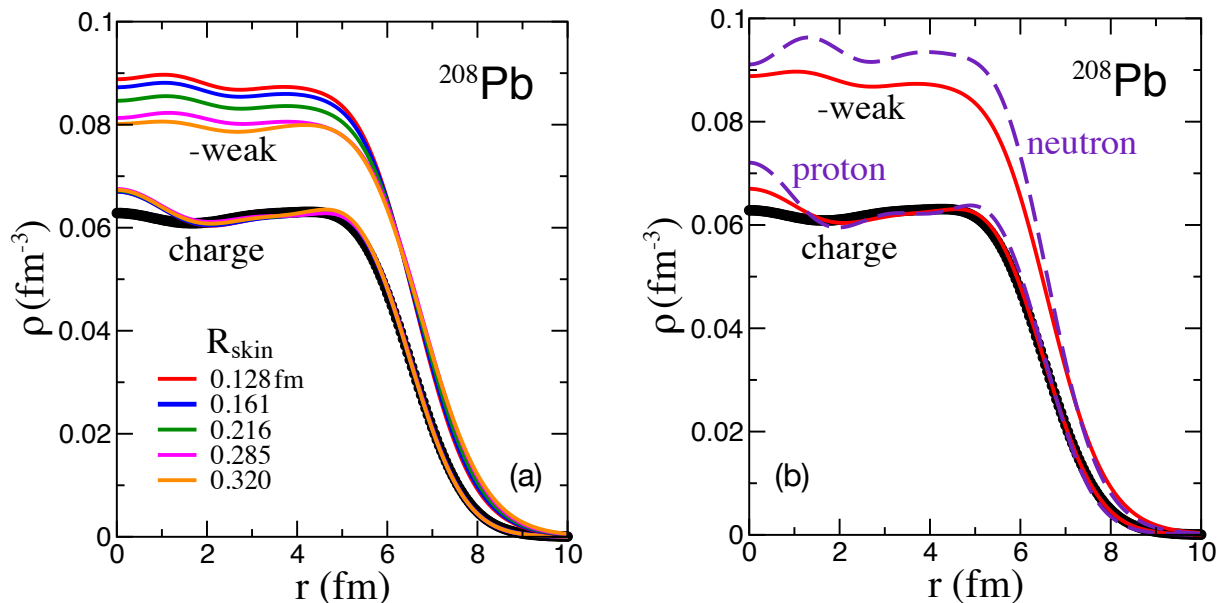 0.1
0.08
0.06
0.04
0.02
0
ρ (fm⁻³)
²⁰⁸Pb
-weak
charge
R_skin
0.128 fm
0.161
0.216
0.285
0.320
(a)
0 2 4 6 8 10
r (fm)
0.1
0.08
0.06
0.04
0.02
0
ρ (fm⁻³)
²⁰⁸Pb
-weak
neutron
proton
charge
(b)
0 2 4 6 8 10
r (fm)